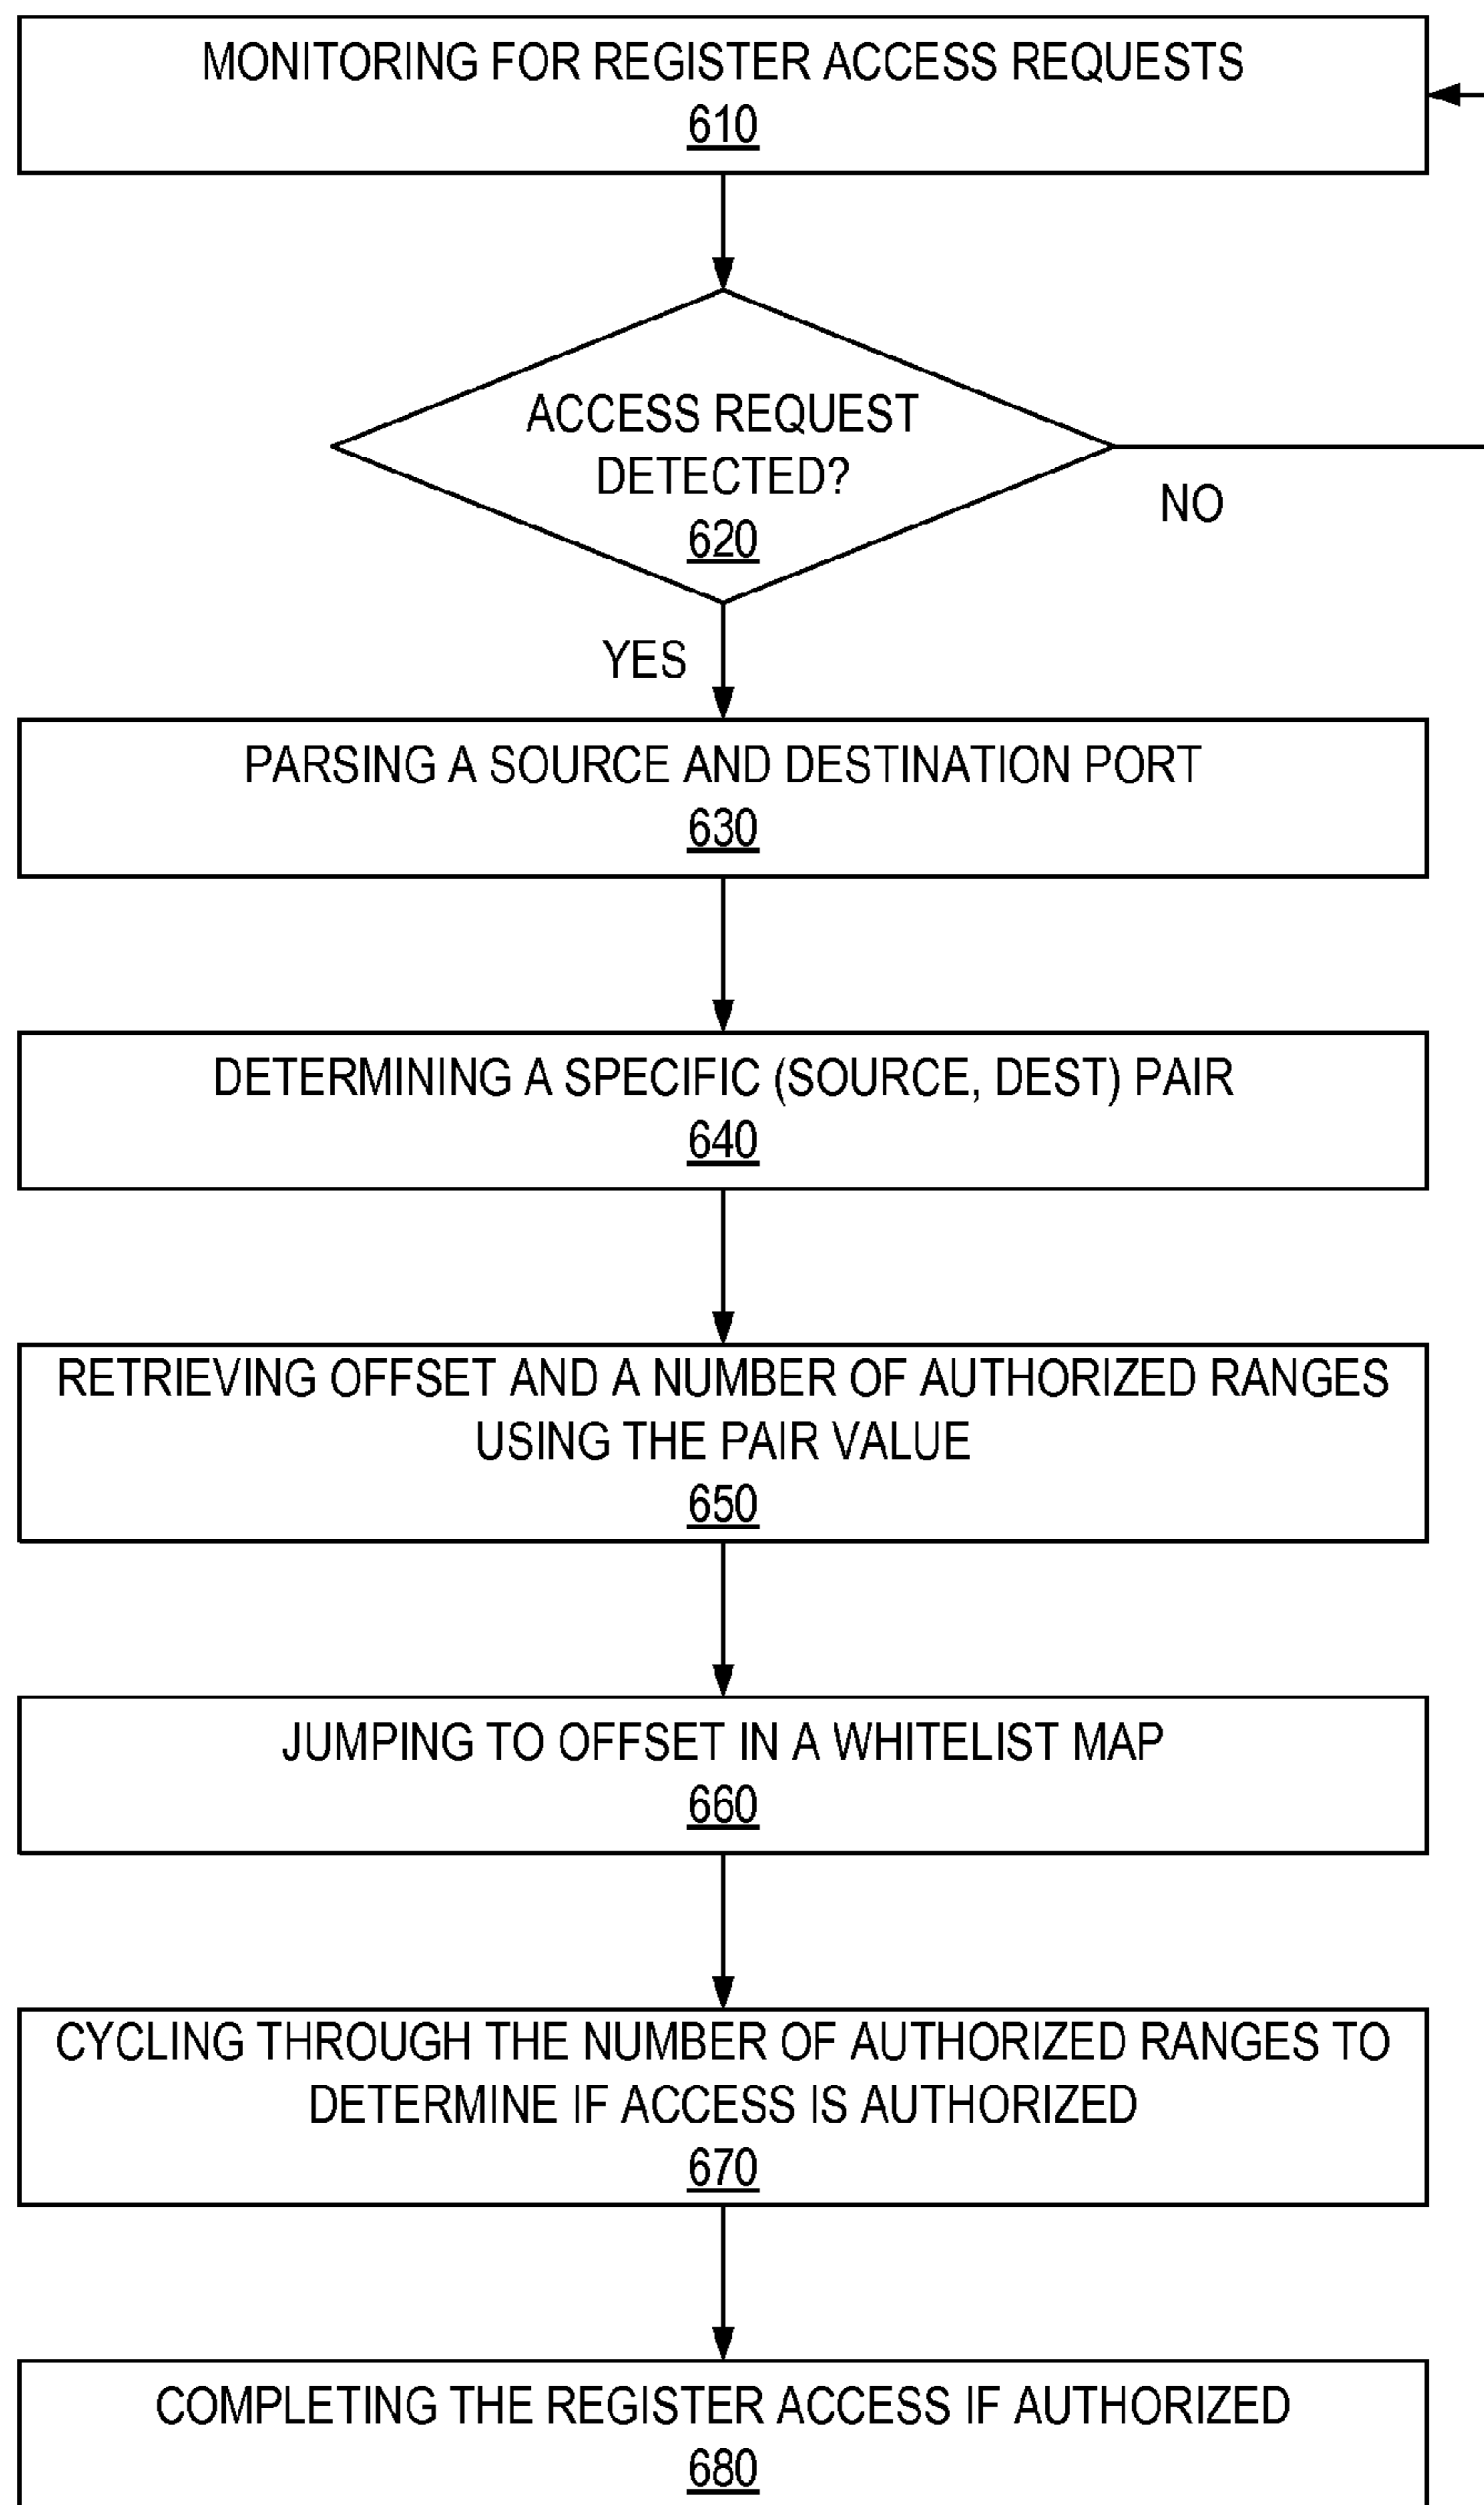 MONITORING FOR REGISTER ACCESS REQUESTS
610
ACCESS REQUEST
DETECTED?
620
NO
YES
PARSING A SOURCE AND DESTINATION PORT
630
DETERMINING A SPECIFIC (SOURCE, DEST) PAIR
640
RETRIEVING OFFSET AND A NUMBER OF AUTHORIZED RANGES
USING THE PAIR VALUE
650
JUMPING TO OFFSET IN A WHITELIST MAP
660
CYCLING THROUGH THE NUMBER OF AUTHORIZED RANGES TO
DETERMINE IF ACCESS IS AUTHORIZED
670
COMPLETING THE REGISTER ACCESS IF AUTHORIZED
680